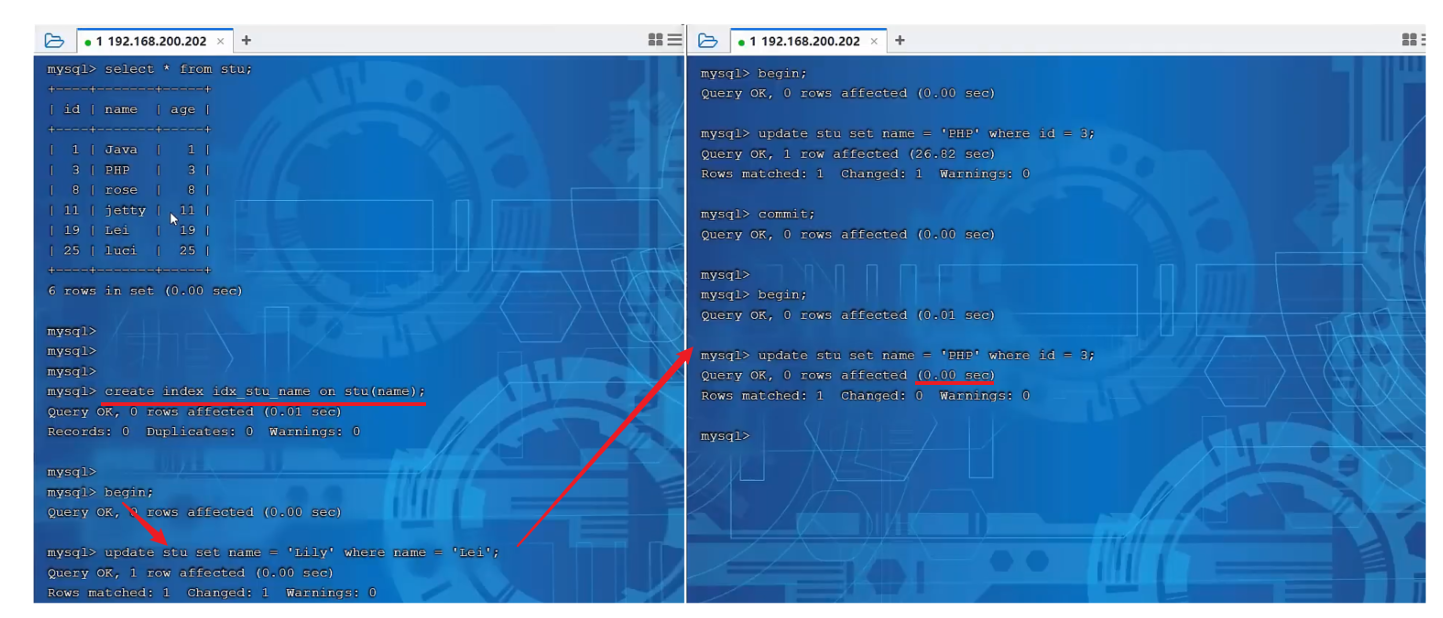 1 192.168.200.202 × +
mysql> select * from stu;
+----+-------+-----+
| id | name  | age |
+----+-------+-----+
|  1 | Java  |   1 |
|  3 | PHP   |   3 |
|  8 | rose  |   8 |
| 11 | jetty |  11 |
| 19 | Lei   |  19 |
| 25 | luci  |  25 |
+----+-------+-----+
6 rows in set (0.00 sec)
mysql>
mysql>
mysql>
mysql> create index idx_stu_name on stu(name);
Query OK, 0 rows affected (0.01 sec)
Records: 0  Duplicates: 0  Warnings: 0
mysql>
mysql> begin;
Query OK, 0 rows affected (0.00 sec)
mysql> update stu set name = 'Lily' where name = 'Lei';
Query OK, 1 row affected (0.00 sec)
Rows matched: 1  Changed: 1  Warnings: 0
1 192.168.200.202 × +
mysql> begin;
Query OK, 0 rows affected (0.00 sec)
mysql> update stu set name = 'PHP' where id = 3;
Query OK, 1 row affected (26.82 sec)
Rows matched: 1  Changed: 1  Warnings: 0
mysql> commit;
Query OK, 0 rows affected (0.00 sec)
mysql>
mysql> begin;
Query OK, 0 rows affected (0.01 sec)
mysql> update stu set name = 'PHP' where id = 3;
Query OK, 0 rows affected (0.00 sec)
Rows matched: 1  Changed: 0  Warnings: 0
mysql>